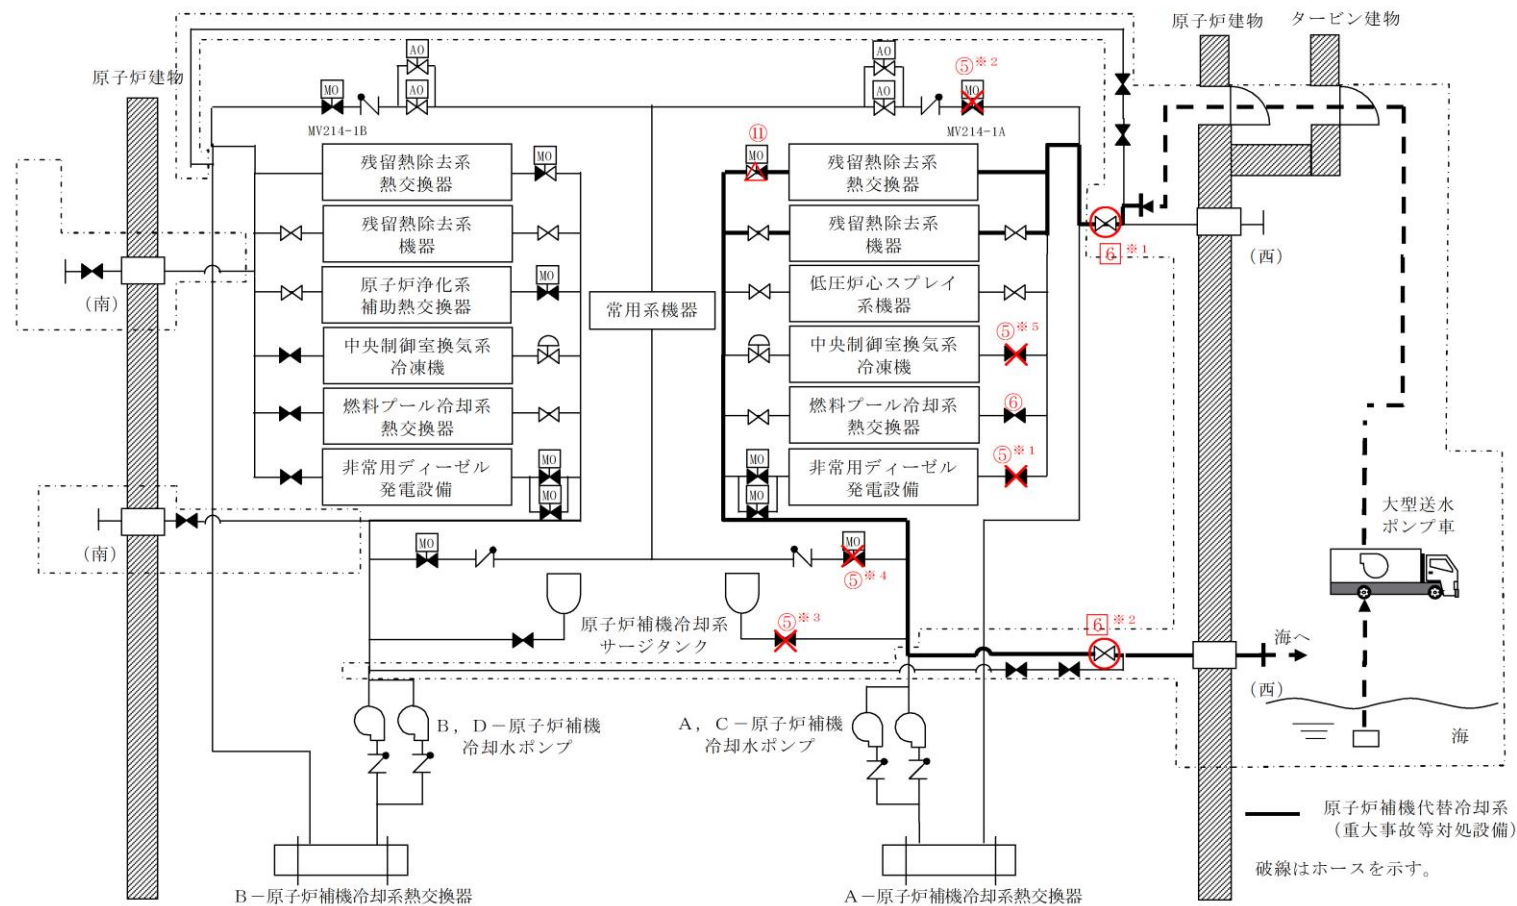 原子炉建物
タービン建物
原子炉建物
AO
AO
⑤※2
MO
AO
AO
MO
MV214-1B
MV214-1A
⑪
MO
残留熱除去系
熱交換器
MO
残留熱除去系
熱交換器
残留熱除去系
機器
残留熱除去系
機器
6※1
(西)
(南)
原子炉浄化系
補助熱交換器
MO
常用系機器
低圧炉心スプレイ
系機器
中央制御室換気系
冷凍機
中央制御室換気系
冷凍機
⑤※5
燃料プール冷却系
熱交換器
燃料プール冷却系
熱交換器
⑥
非常用ディーゼル
発電設備
MO
MO
MO
MO
非常用ディーゼル
発電設備
⑤※1
大型送水
ポンプ車
(南)
MO
MO
⑤※4
原子炉補機冷却系
サージタンク
⑤※3
6※2
海へ
(西)
海
B，D－原子炉補機
冷却水ポンプ
A，C－原子炉補機
冷却水ポンプ
原子炉補機代替冷却系
(重大事故等対処設備)
破線はホースを示す。
B－原子炉補機冷却系熱交換器
A－原子炉補機冷却系熱交換器